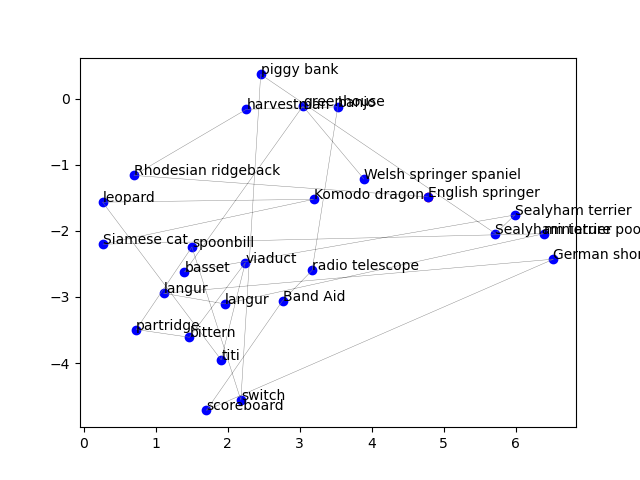 piggy bank
harvestman
greenhouse
banjo
0
Rhodesian ridgeback
Welsh springer spaniel
−1
leopard
Komodo dragon
English springer
Sealyham terrier
−2
Siamese cat
spoonbill
Sealyham terrier
miniature poo
basset
viaduct
radio telescope
German shor
langur
langur
Band Aid
−3
partridge
bittern
titi
−4
switch
scoreboard
0 1 2 3 4 5 6